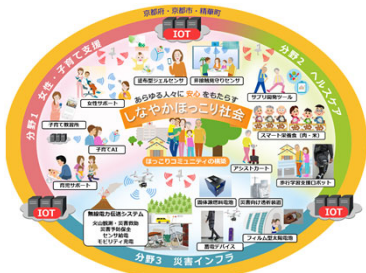 京都府・京都市・精華町
IOT
分野1 女性・子育て支援
分野2 ヘルスケア
塗布型ジェルセンサ
非接触見守りセンサ
女性サポート
サプリ開発ツール
あらゆる人々に 安心 をもたらす
しなやかほっこり社会
子育て教育市
スマート栄養食(肉・米)
子育てAI
ほっこりコミュニティの構築
アシストカート
育児サポート
歩行学習支援ロボット
IOT
IOT
無線電力伝送システム
火山観測・災害救助
災害予防保全
センサ給電
モビリティ充電
固体燃料電池
災害向け透析装置
蓄電デバイス
フィルム型太陽電池
分野3 災害インフラ